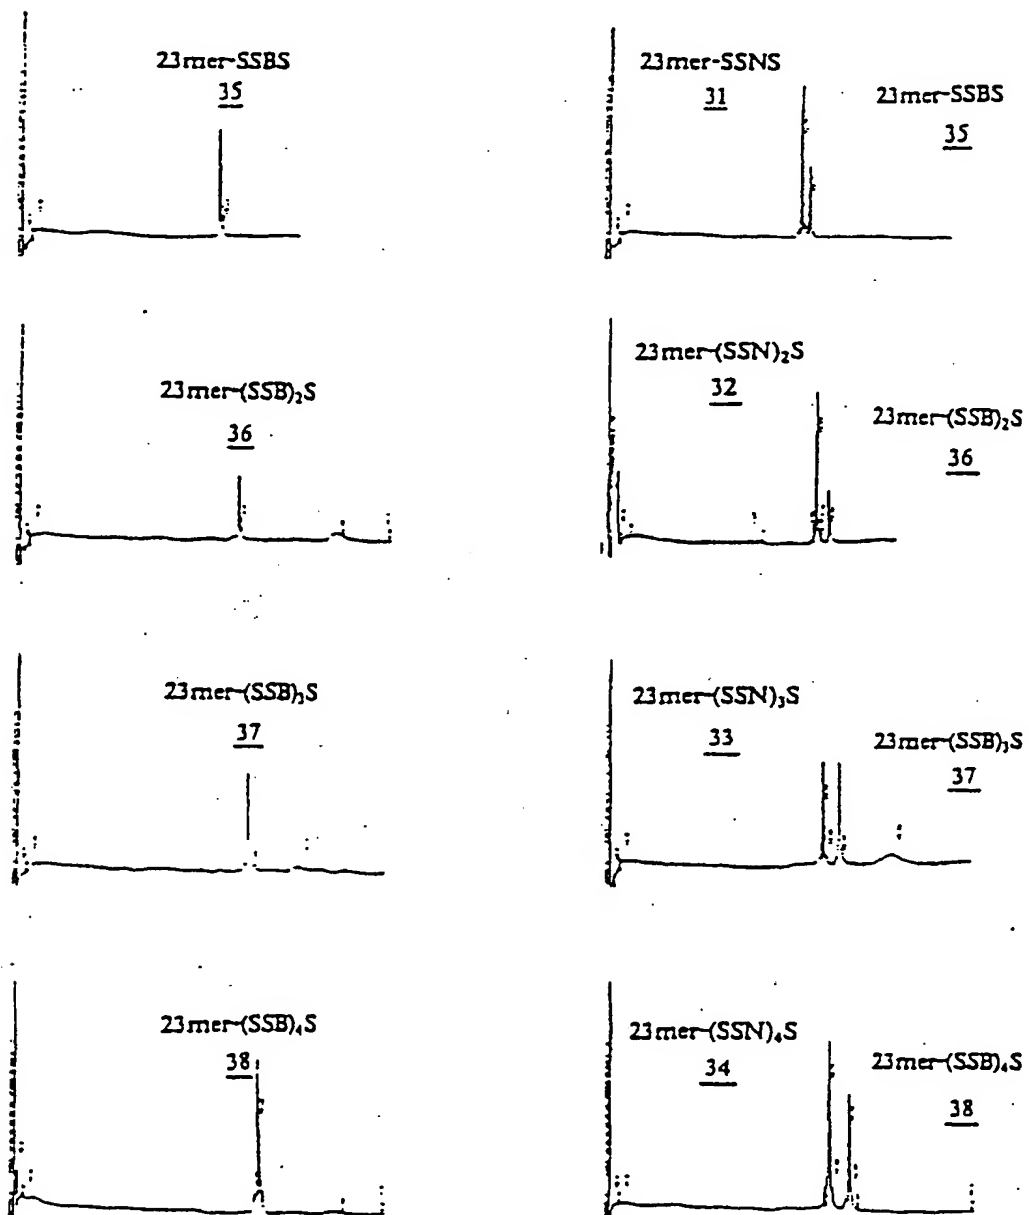 23mer-SSBS
35
23mer-SSNS
31
23mer-SSBS
35
23mer-(SSB)₂S
36
23mer-(SSN)₂S
32
23mer-(SSB)₂S
36
23mer-(SSB)₃S
37
23mer-(SSN)₃S
33
23mer-(SSB)₃S
37
23mer-(SSB)₄S
38
23mer-(SSN)₄S
34
23mer-(SSB)₄S
38